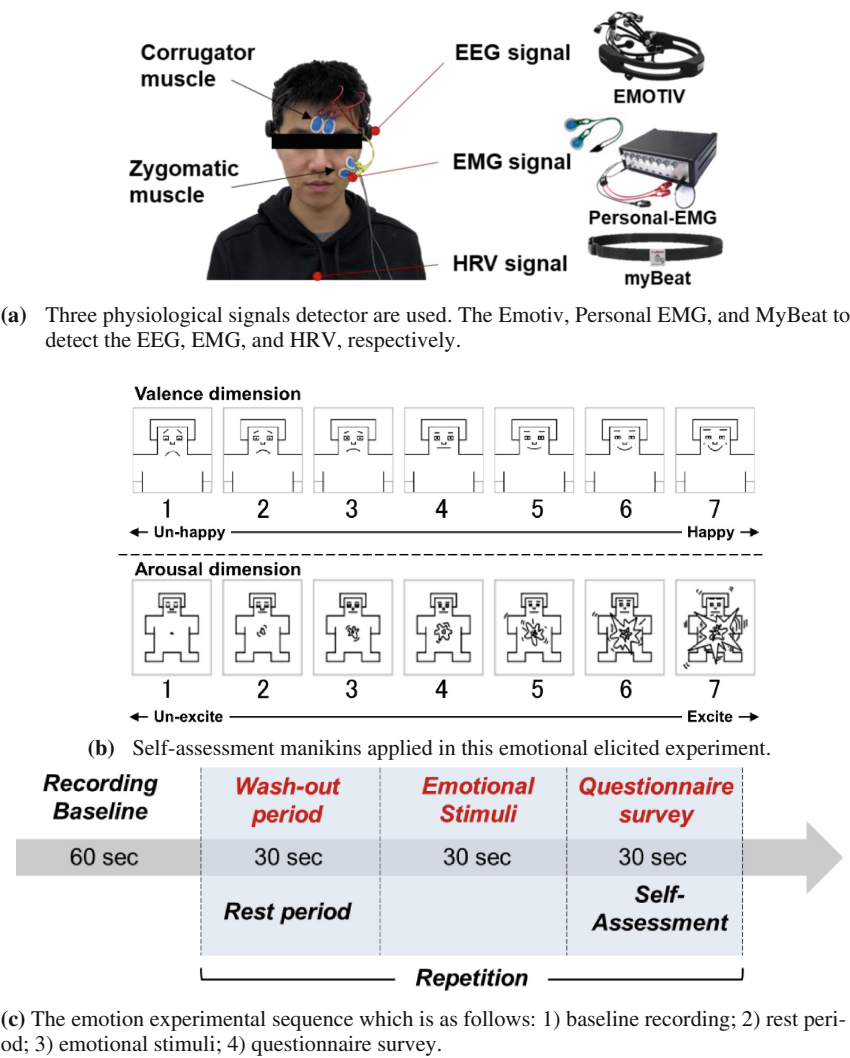 Corrugator
muscle
EEG signal
EMOTIV
Zygomatic
muscle
EMG signal
Personal-EMG
HRV signal
myBeat
(a) Three physiological signals detector are used. The Emotiv, Personal EMG, and MyBeat to
detect the EEG, EMG, and HRV, respectively.
Valence dimension
1 2 3 4 5 6 7
← Un-happy Happy →
Arousal dimension
1 2 3 4 5 6 7
← Un-excite Excite →
(b) Self-assessment manikins applied in this emotional elicited experiment.
Recording
Baseline
Wash-out
period
Emotional
Stimuli
Questionnaire
survey
60 sec 30 sec 30 sec 30 sec
Rest period
Self-
Assessment
Repetition
(c) The emotion experimental sequence which is as follows: 1) baseline recording; 2) rest peri-
od; 3) emotional stimuli; 4) questionnaire survey.